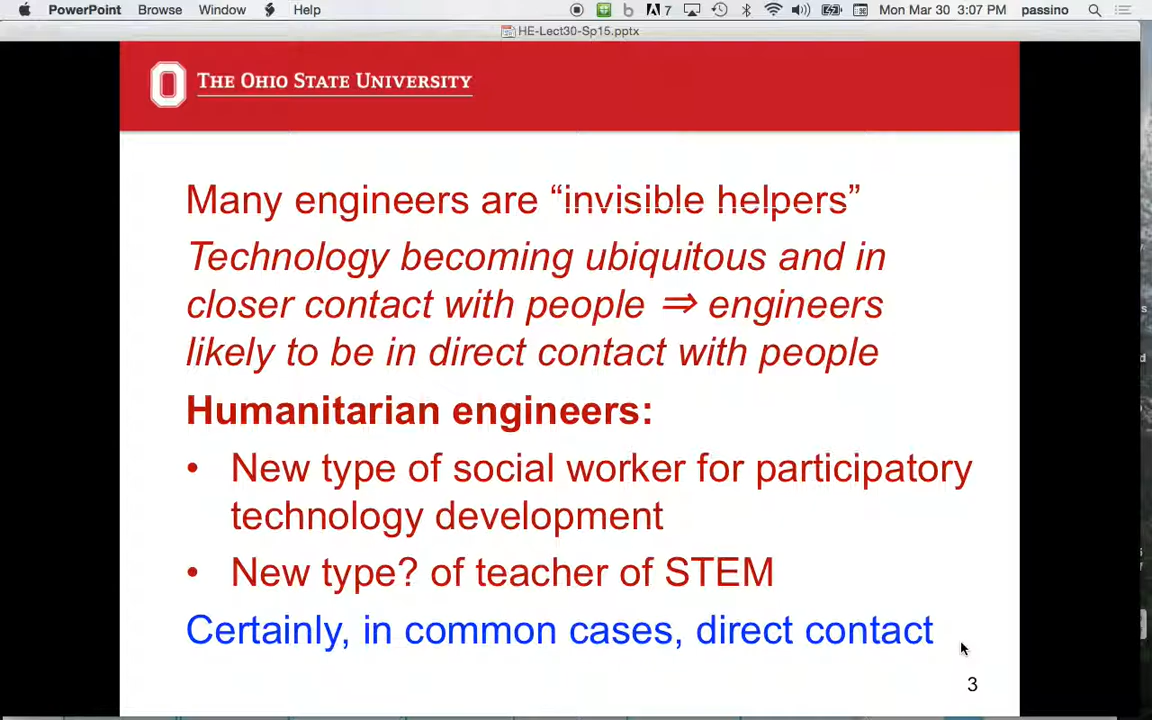 PowerPoint Browse Window Help 7 Mon Mon 30 3:07 PM passino
HE-Lect30-Sp15.pptx
THE OHIO STATE UNIVERSITY
Many engineers are “invisible helpers”
Technology becoming ubiquitous and in
closer contact with people ⇒ engineers
likely to be in direct contact with people
Humanitarian engineers:
• New type of social worker for participatory
technology development
• New type? of teacher of STEM
Certainly, in common cases, direct contact
3